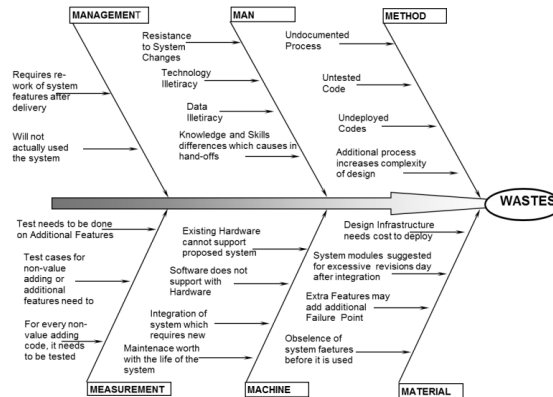 MANAGEMENT
MAN
METHOD
Requires re-
work of system
features after
delivery
Will not
actually used
the system
Resistance
to System
Changes
Technology
Illetiracy
Data
Illetiracy
Knowledge and Skills
differences which causes in
hand-offs
Undocumented
Process
Untested
Code
Undeployed
Codes
Additional process
increases complexity
of design
WASTES
Test needs to be done
on Additional Features
Test cases for
non-value
adding or
additional
features need to
For every non-
value adding
code, it needs
to be tested
Existing Hardware
cannot support
proposed system
Software does not
support with
Hardware
Integration of
system which
requires new
Maintenace worth
with the life of the
system
Design Infrastructure
needs cost to deploy
System modules suggested
for excessive revisions day
after integration
Extra Features may
add additional
Failure Point
Obselence of
system faetures
before it is used
MEASUREMENT
MACHINE
MATERIAL